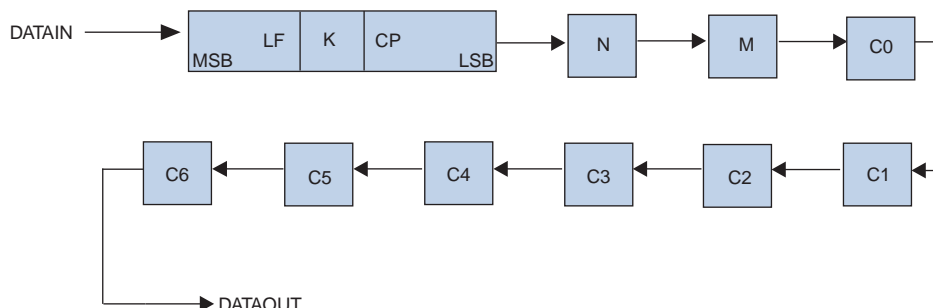 DATAIN
LF K CP
MSB LSB
N
M
C0
C6
C5
C4
C3
C2
C1
DATAOUT